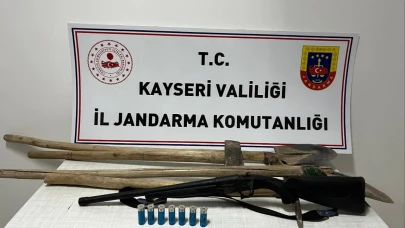 T.C.
KAYSERİ VALİLİĞİ
İL JANDARMA KOMUTANLIĞI